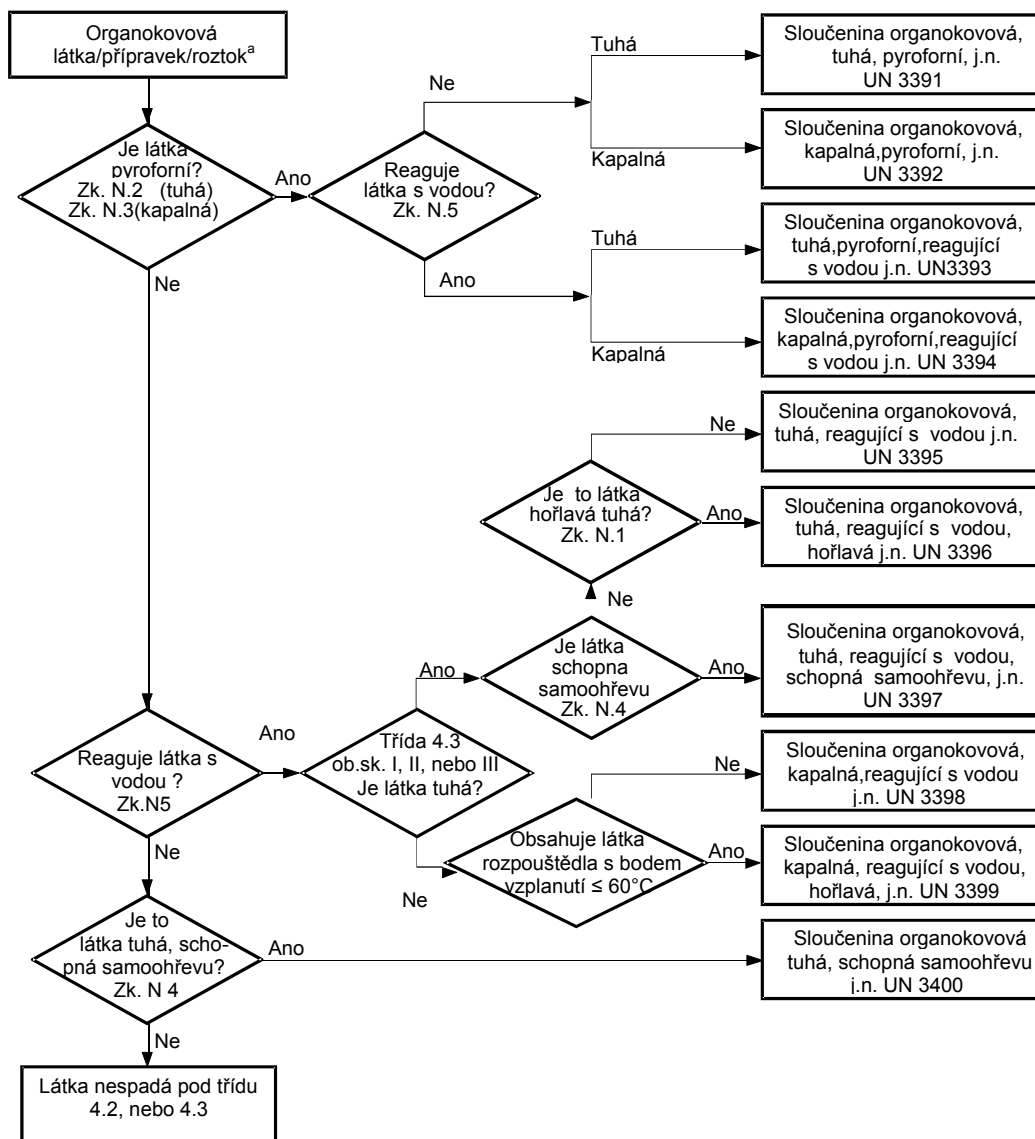 Organokovová
látka/přípravek/roztokᵃ
Je látka
pyroforní?
Zk. N.2 (tuhá)
Zk. N.3(kapalná)
Ano
Ne
Reaguje
látka s vodou?
Zk. N.5
Ne
Ano
Tuhá
Kapalná
Tuhá
Kapalná
Sloučenina organokovová,
tuhá, pyroforní, j.n.
UN 3391
Sloučenina organokovová,
kapalná,pyroforní, j.n.
UN 3392
Sloučenina organokovová,
tuhá,pyroforní,reagující
s vodou j.n. UN3393
Sloučenina organokovová,
kapalná,pyroforní,reagující
s vodou j.n. UN 3394
Ne
Sloučenina organokovová,
tuhá, reagující s vodou j.n.
UN 3395
Je to látka
hořlavá tuhá?
Zk. N.1
Ano
Sloučenina organokovová,
tuhá, reagující s vodou,
hořlavá j.n. UN 3396
Ne
Je látka
schopna
samoohřevu
Zk. N.4
Ano
Ano
Sloučenina organokovová,
tuhá, reagující s vodou,
schopná samoohřevu, j.n.
UN 3397
Reaguje látka s
vodou ?
Zk.N5
Ano
Ne
Třída 4.3
ob.sk. I, II, nebo III
Je látka tuhá?
Ne
Ne
Sloučenina organokovová,
kapalná,reagující s vodou
j.n. UN 3398
Obsahuje látka
rozpouštědla s bodem
vzplanutí ≤ 60°C
Ano
Sloučenina organokovová,
kapalná, reagující s vodou,
hořlavá, j.n. UN 3399
Je to
látka tuhá, scho-
pná samoohřevu?
Zk. N 4
Ano
Sloučenina organokovová
tuhá, schopná samoohřevu
j.n. UN 3400
Ne
Látka nespadá pod třídu
4.2, nebo 4.3